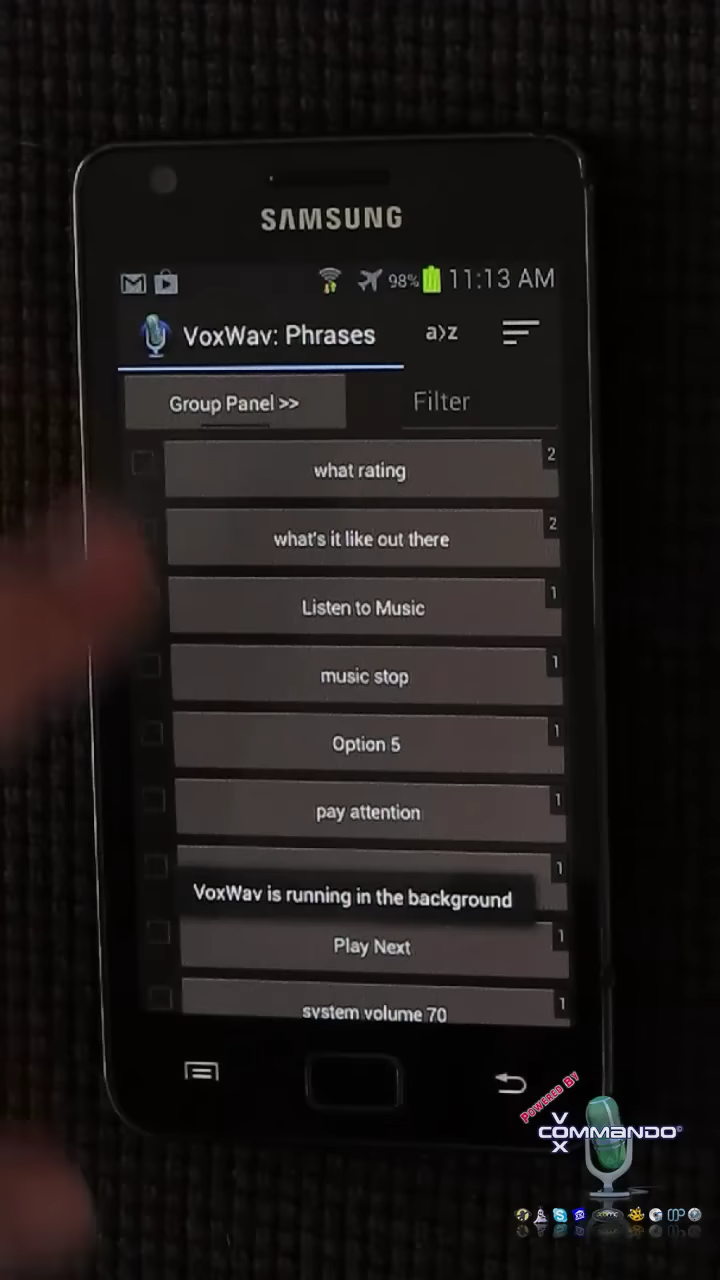 SAMSUNG
98% 11:13 AM
VoxWav: Phrases a>z
Group Panel >> Filter
what rating 2
what's it like out there 2
Listen to Music 1
music stop 1
Option 5 1
pay attention 1
1
VoxWav is running in the background
Play Next 1
system volume 70 1
POWERED BY
VOX
COMMANDO©